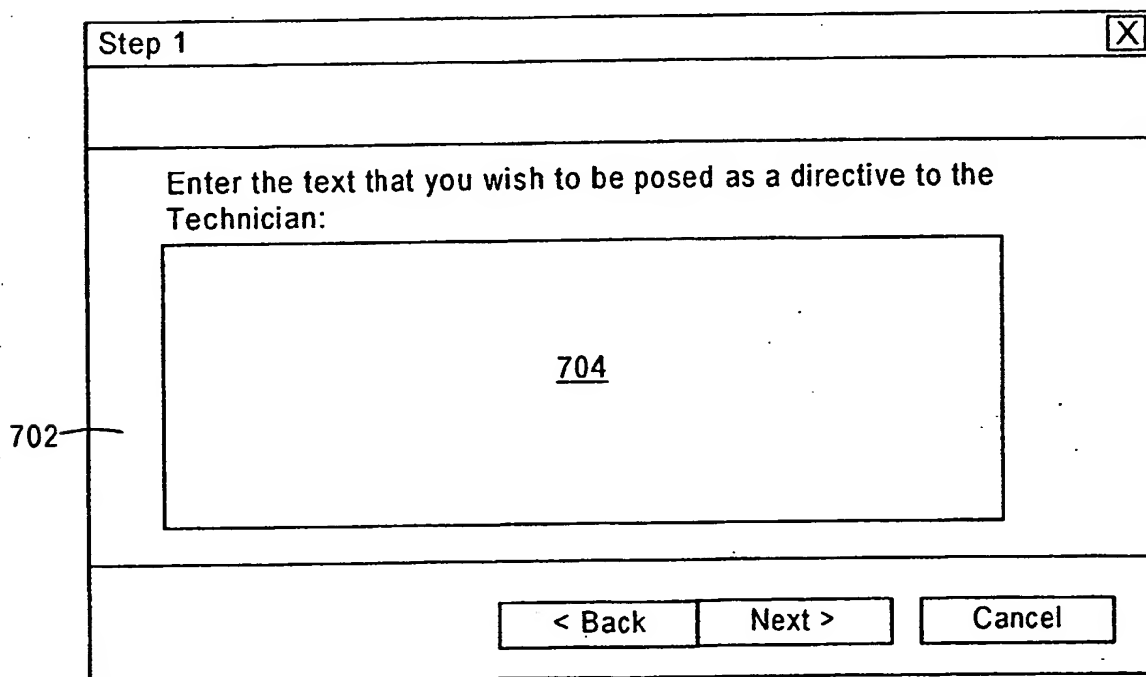 Step 1 X
Enter the text that you wish to be posed as a directive to the
Technician:
704
702
< Back Next > Cancel